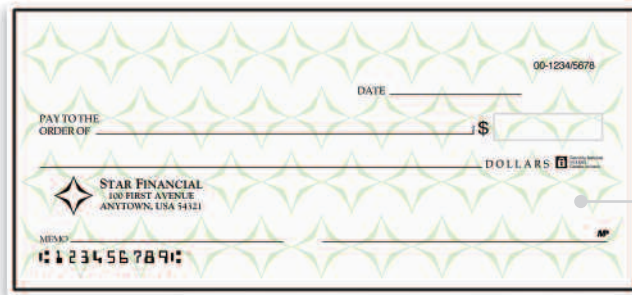 00-1234/5678
DATE
PAY TO THE
ORDER OF
$
DOLLARS
STAR FINANCIAL
100 FIRST AVENUE
ANYTOWN, USA 54321
MEMO
MP
⑆123456789⑆